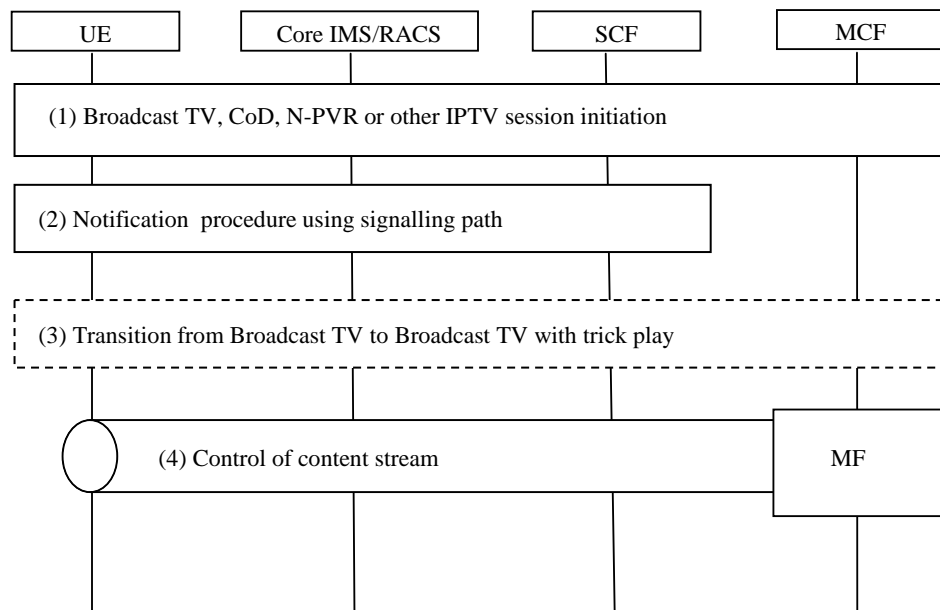 UE
Core IMS/RACS
SCF
MCF
(1) Broadcast TV, CoD, N-PVR or other IPTV session initiation
(2) Notification procedure using signalling path
(3) Transition from Broadcast TV to Broadcast TV with trick play
(4) Control of content stream
MF